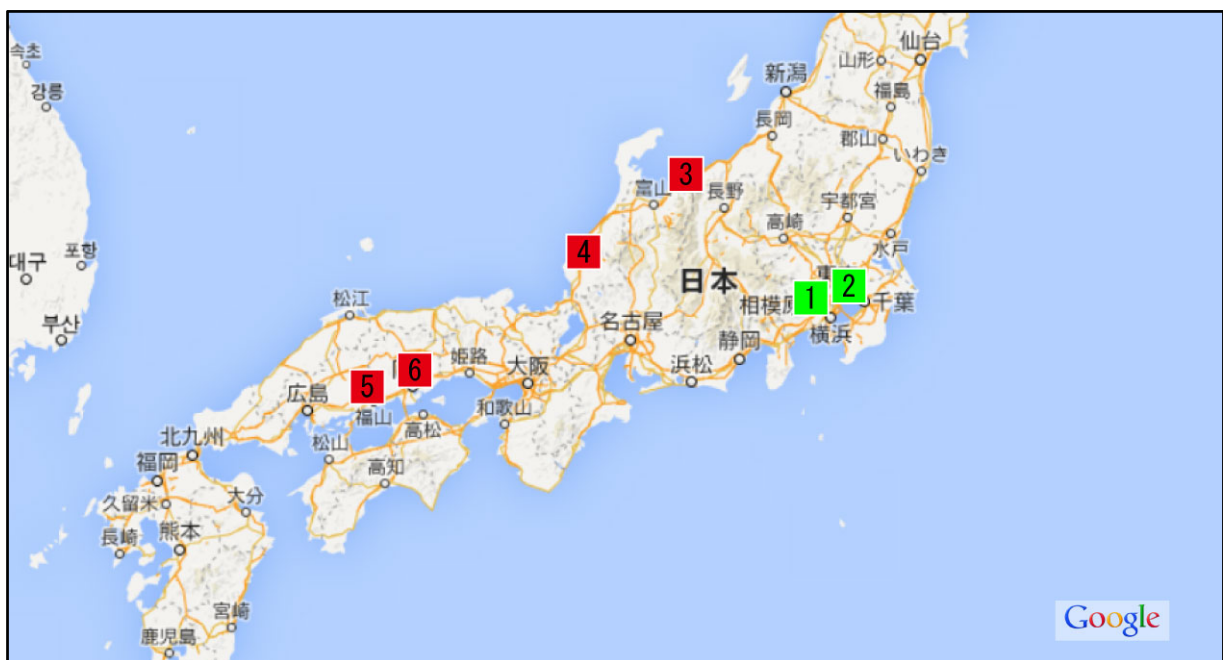 속초
강릉
仙台
山形
新潟
福島
長岡
郡山
いわき
3
富山
長野
宇都宮
高崎
水戸
4
포항
대구
日本
2
1
相模原
千葉
横浜
松江
부산
名古屋
静岡
姫路
大阪
浜松
6
5
広島
福山
高松
和歌山
松山
北九州
高知
福岡
久留米
大分
長崎
熊本
宮崎
鹿児島
Google